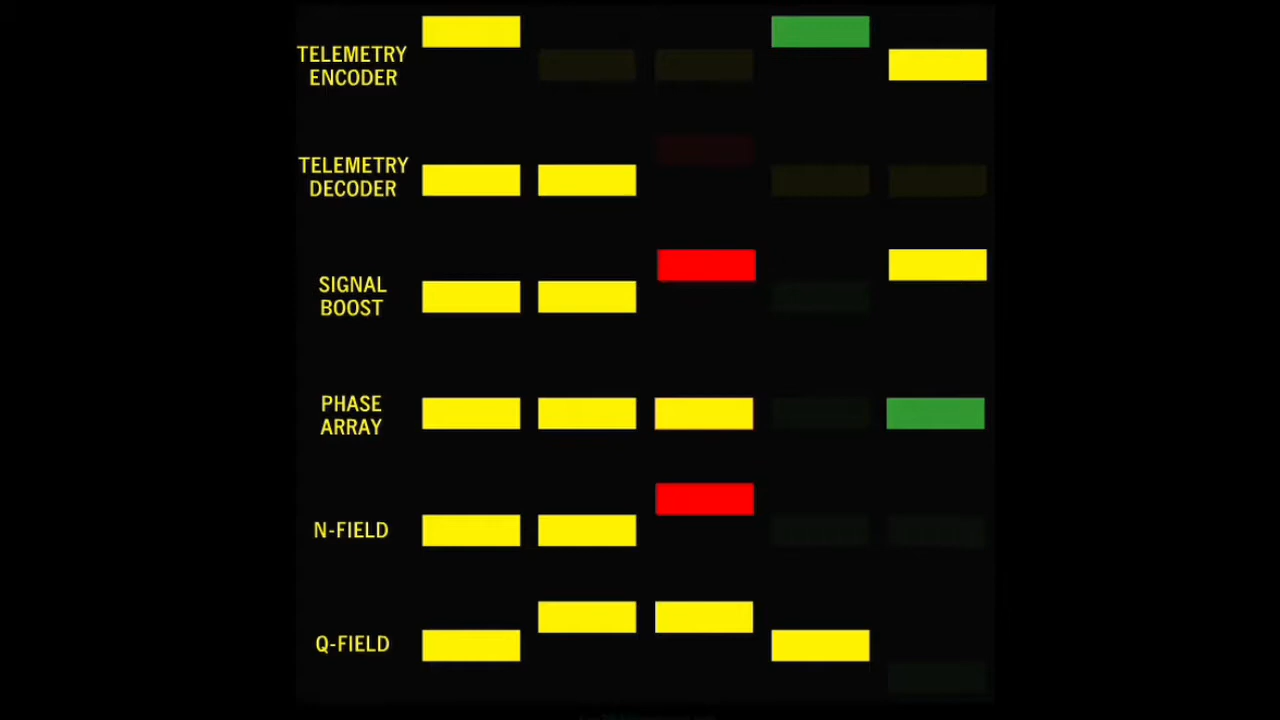 TELEMETRY
ENCODER
TELEMETRY
DECODER
SIGNAL
BOOST
PHASE
ARRAY
N-FIELD
Q-FIELD